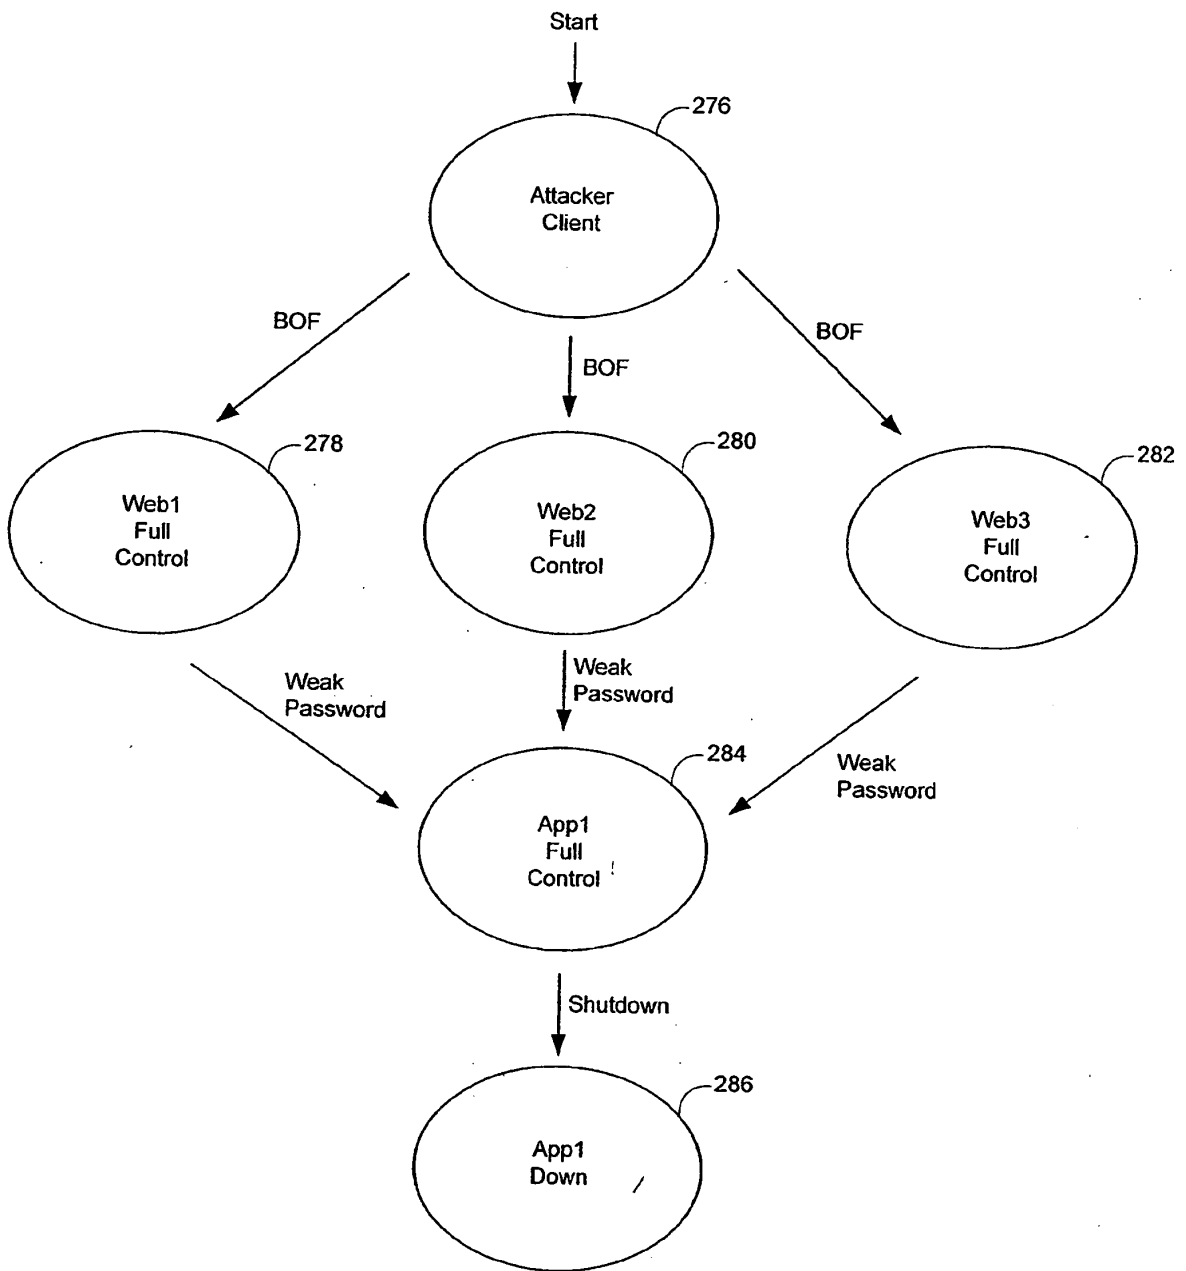 Start
276
Attacker
Client
BOF
BOF
BOF
278
280
282
Web1
Full
Control
Web2
Full
Control
Web3
Full
Control
Weak
Password
Weak
Password
Weak
Password
284
App1
Full
Control
Shutdown
286
App1
Down